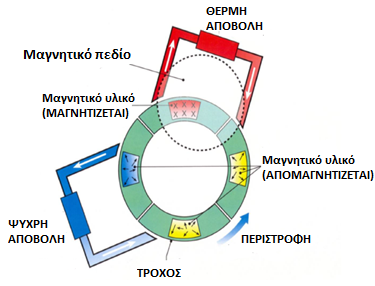 ΘΕΡΜΗ
ΑΠΟΒΟΛΗ
Μαγνητικό πεδίο
Μαγνητικό υλικό
(ΜΑΓΝΗΤΙΖΕΤΑΙ)
Μαγνητικό υλικό
(ΑΠΟΜΑΓΝΗΤΙΖΕΤΑΙ)
ΨΥΧΡΗ
ΑΠΟΒΟΛΗ
ΠΕΡΙΣΤΡΟΦΗ
ΤΡΟΧΟΣ